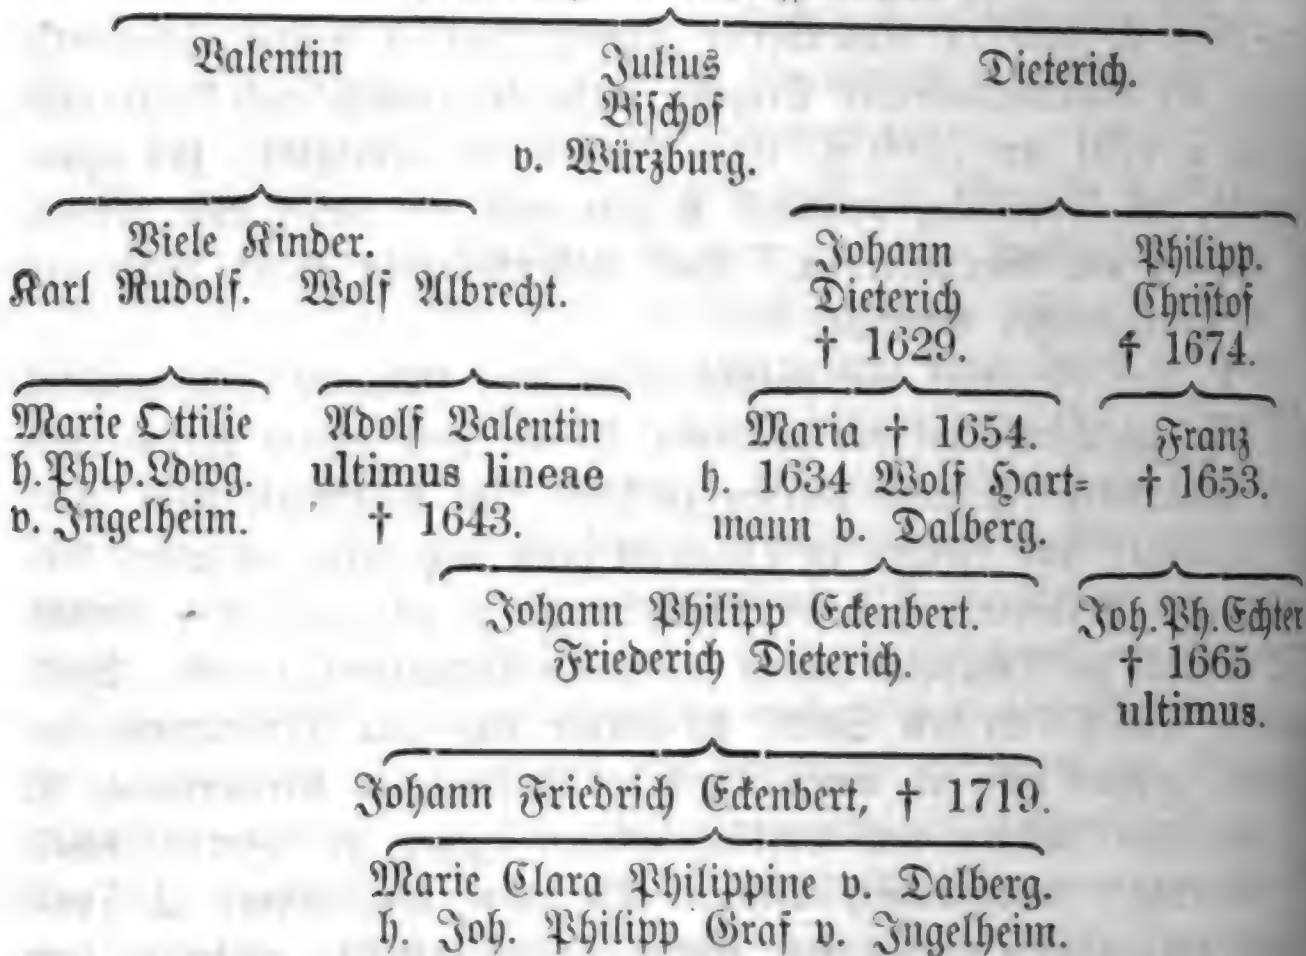 Valentin Julius Dieterich.
Bischof
v. Würzburg.
Viele Kinder. Johann Philipp.
Karl Rudolf. Wolf Albrecht. Dieterich Christof
† 1629. † 1674.
Marie Ottilie Adolf Valentin Maria † 1654. Franz
h. Phlp. Ldwg. ultimus lineae h. 1634 Wolf Hart= † 1653.
v. Ingelheim. † 1643. mann v. Dalberg.
Johann Philipp Eckenbert. Joh. Ph. Echter
Friederich Dieterich. † 1665
ultimus.
Johann Friedrich Eckenbert, † 1719.
Marie Clara Philippine v. Dalberg.
h. Joh. Philipp Graf v. Ingelheim.